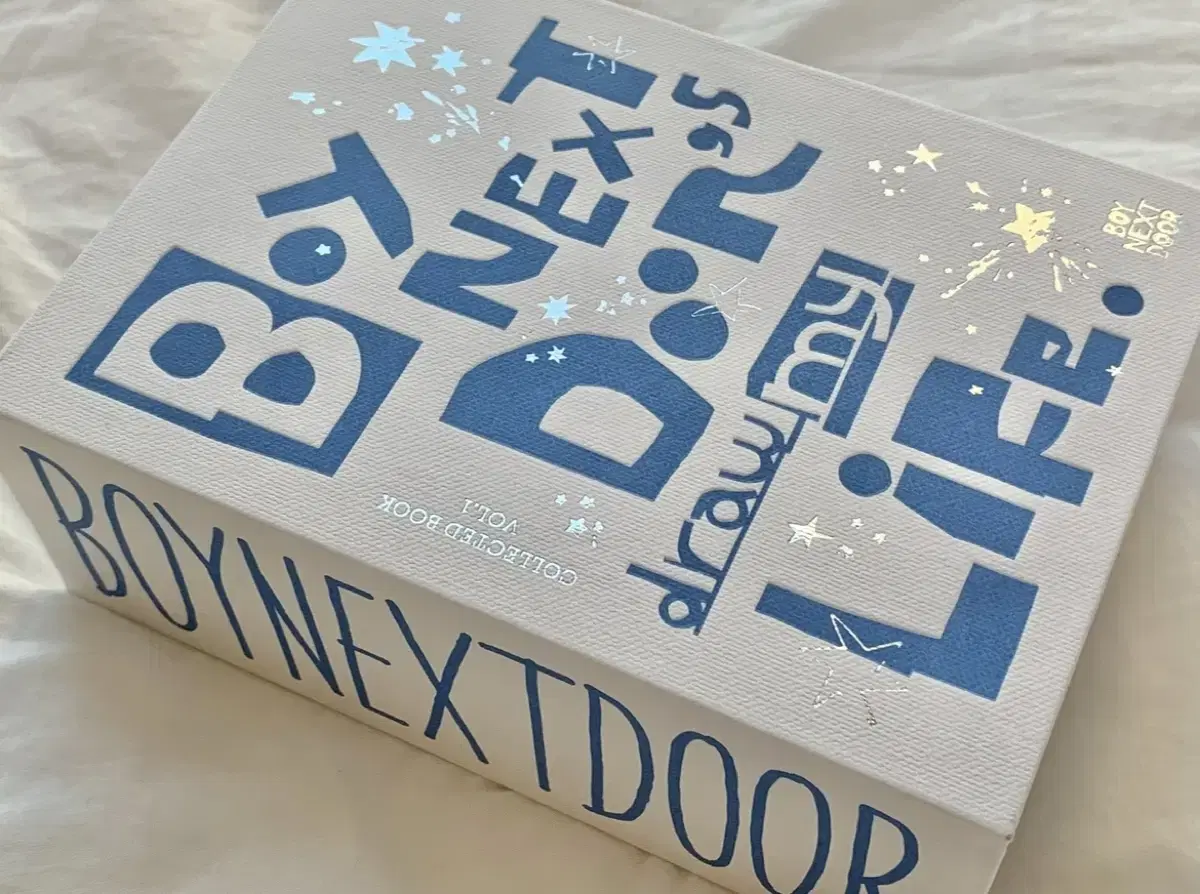 BOY
NEXT
DOOR's
draw my
LiFE.
BOY
NEXT
DOOR
COLLECTED BOOK
VOL.1
BOYNEXTDOOR